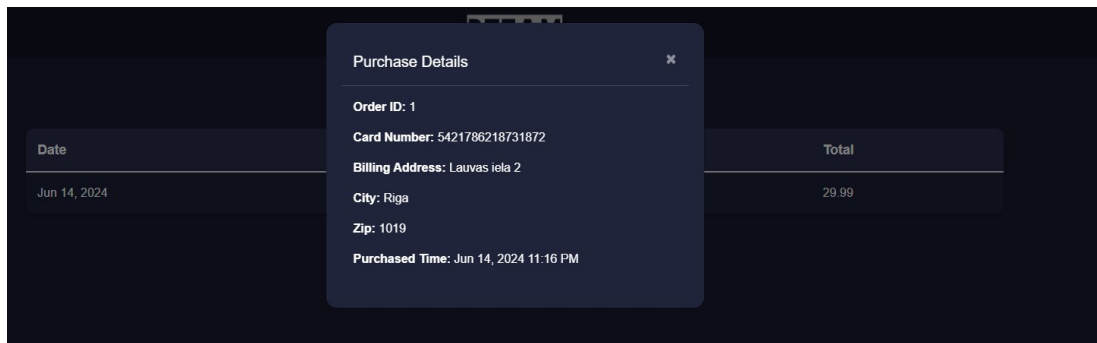 Purchase Details ×
Order ID: 1
Card Number: 5421786218731872
Billing Address: Lauvas iela 2
City: Riga
Zip: 1019
Purchased Time: Jun 14, 2024 11:16 PM
Date Total
Jun 14, 2024 29.99